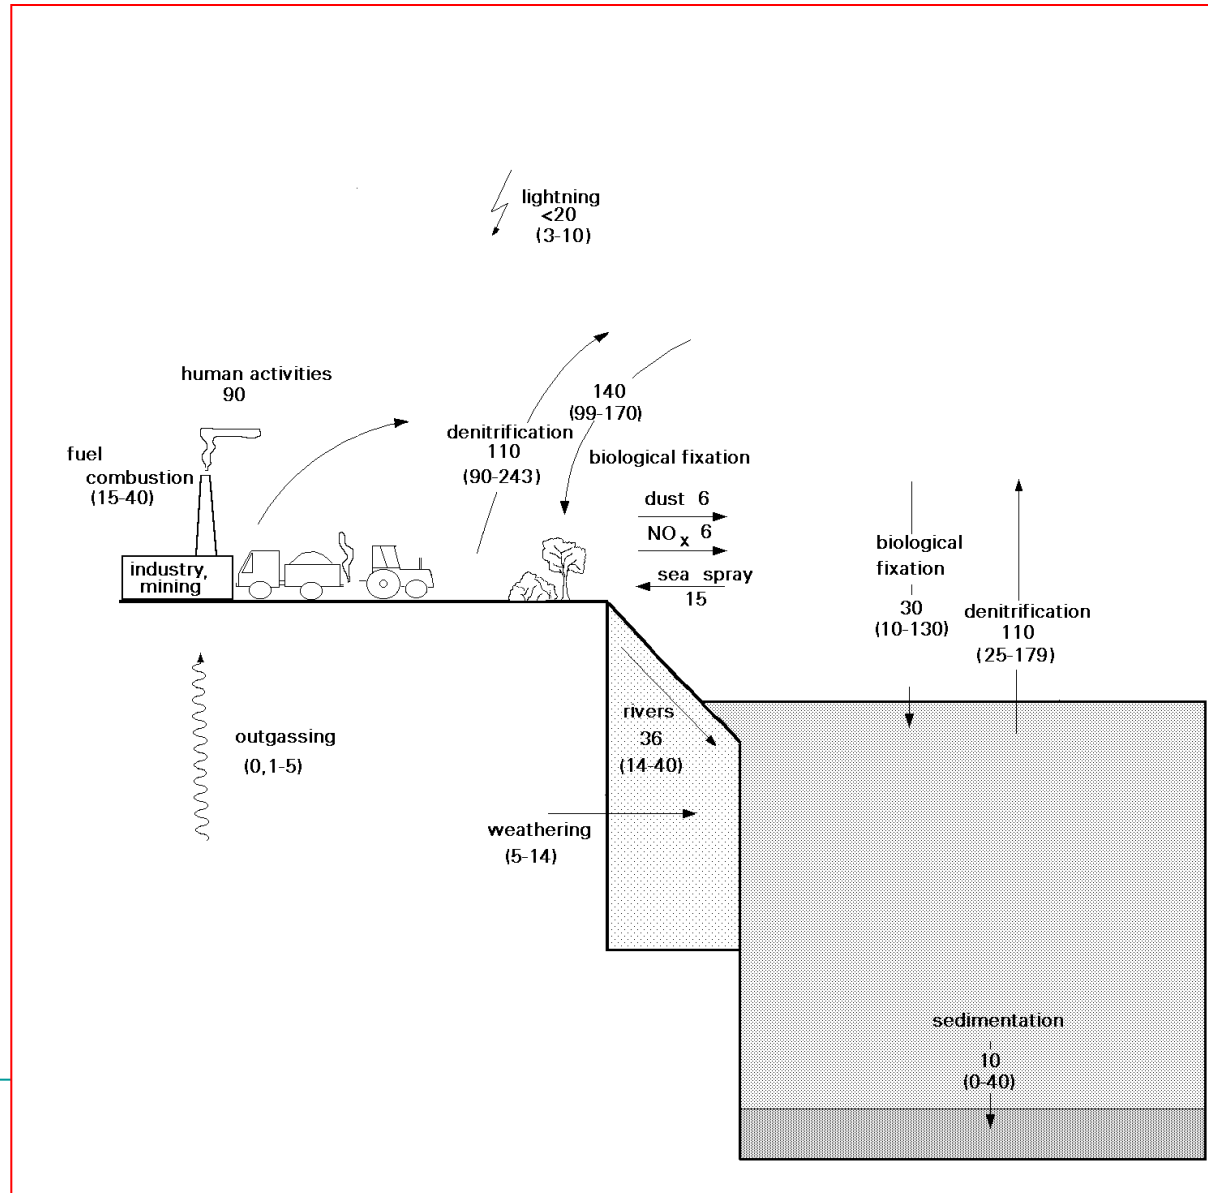 lightning
<20
(3-10)
human activities
90
fuel
combustion
(15-40)
industry,
mining
denitrification
110
(90-243)
140
(99-170)
biological fixation
dust 6
NOx 6
sea spray
15
biological
fixation
30
(10-130)
denitrification
110
(25-179)
outgassing
(0,1-5)
rivers
36
(14-40)
weathering
(5-14)
sedimentation
10
(0-40)